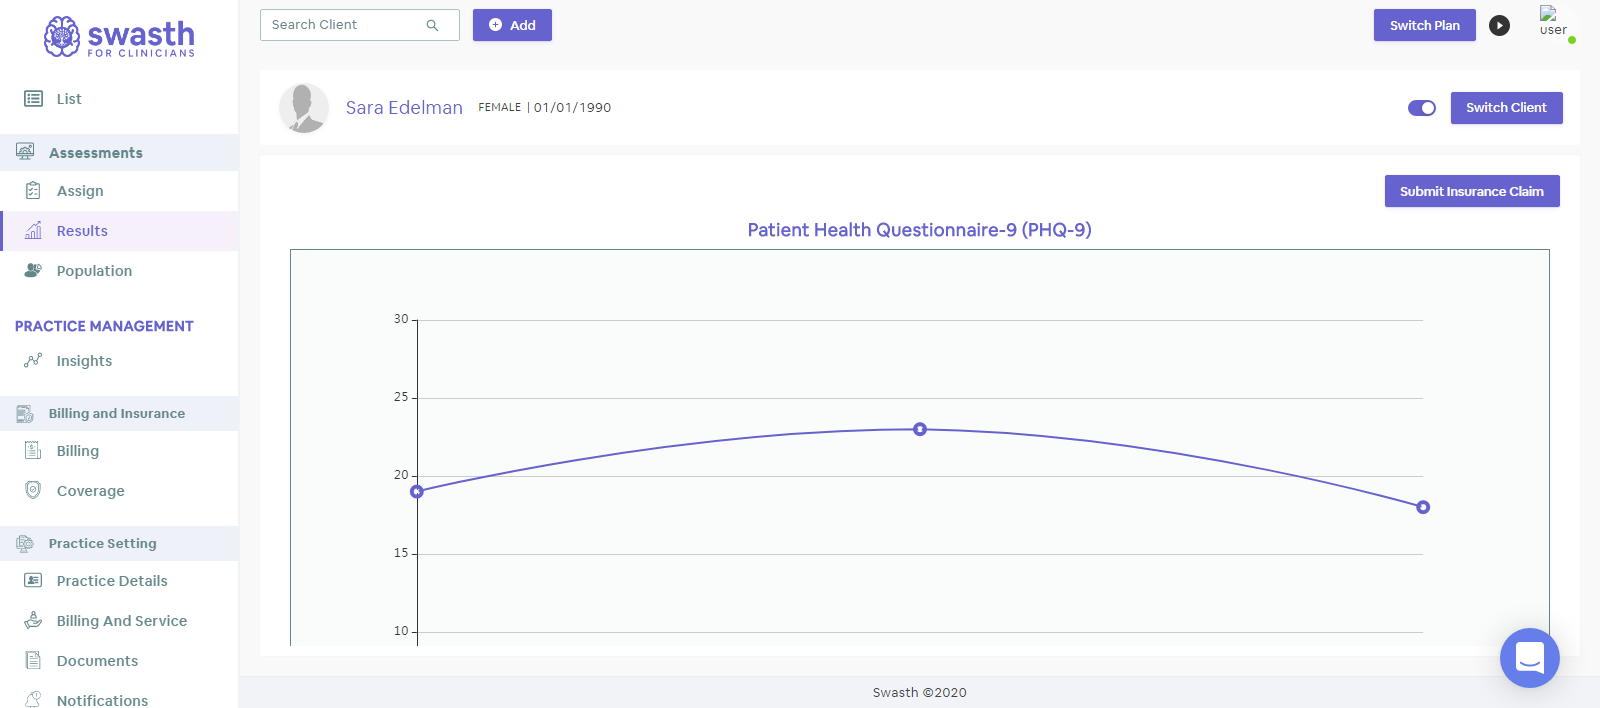 swasth
FOR CLINICIANS
Search Client
Add
Switch Plan
user
List
Sara Edelman FEMALE | 01/01/1990
Switch Client
Assessments
Assign
Results
Population
PRACTICE MANAGEMENT
Insights
Billing and Insurance
Billing
Coverage
Practice Setting
Practice Details
Billing And Service
Documents
Notifications
Submit Insurance Claim
Patient Health Questionnaire-9 (PHQ-9)
30
25
20
15
10
Swasth ©2020